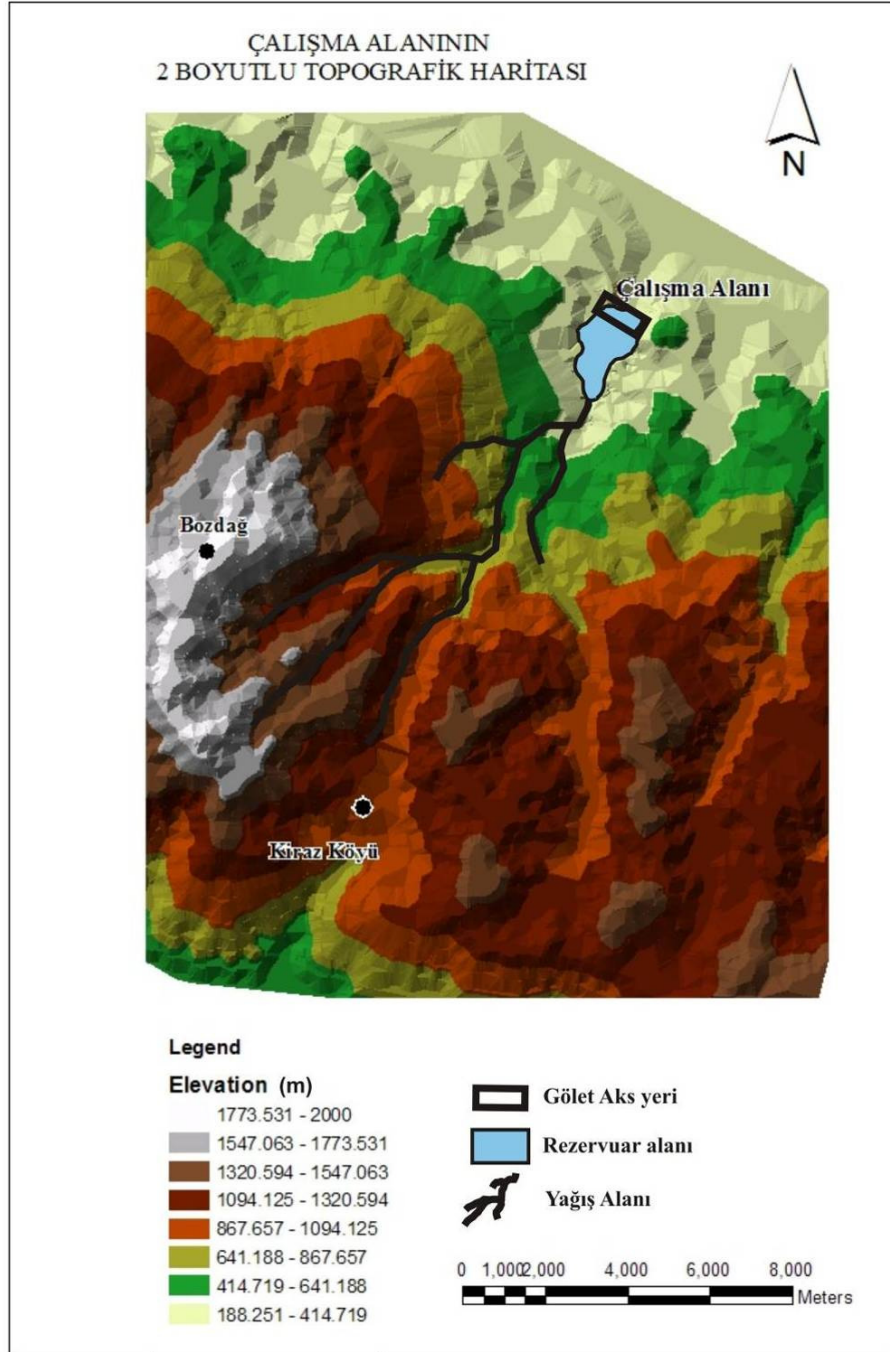 ÇALIŞMA ALANININ
2 BOYUTLU TOPOGRAFİK HARİTASI
N
Çalışma Alanı
Bozdağ
Kiraz Köyü
Legend
Elevation (m)
1773.531 - 2000
1547.063 - 1773.531
1320.594 - 1547.063
1094.125 - 1320.594
867.657 - 1094.125
641.188 - 867.657
414.719 - 641.188
188.251 - 414.719
Gölet Aks yeri
Rezervuar alanı
Yağış Alanı
0 1,000 2,000 4,000 6,000 8,000
Meters